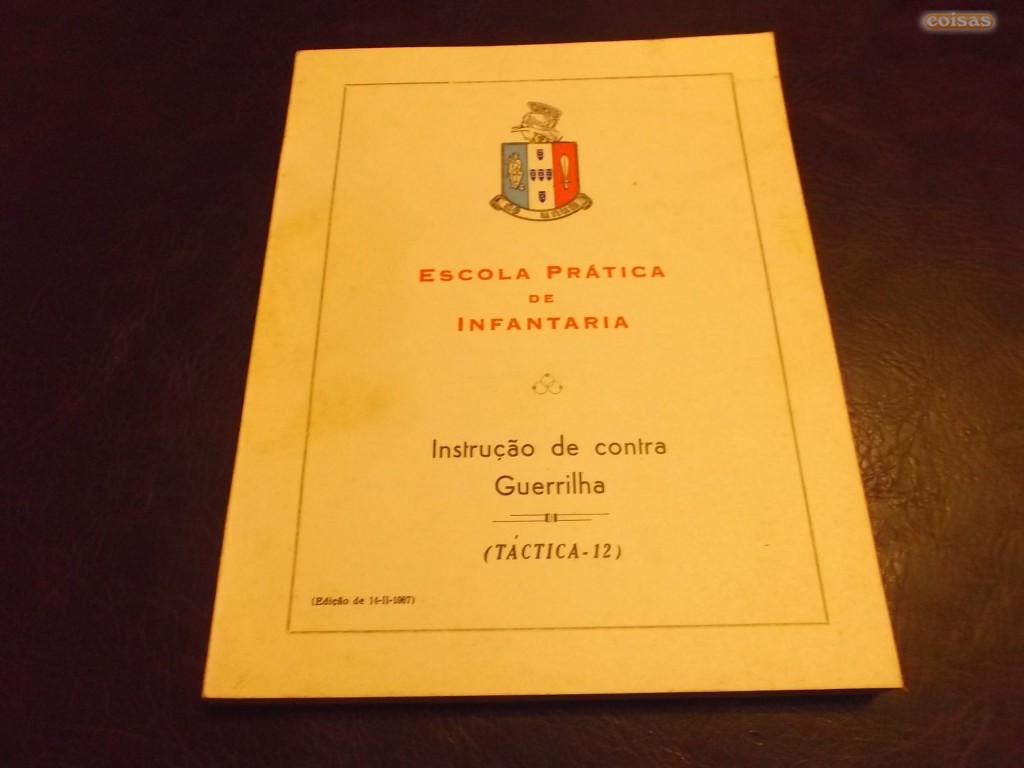 coisas
ESCOLA PRÁTICA
DE
INFANTARIA
Instrução de contra
Guerrilha
(TÁCTICA-12)
(Edição de 14-II-1967)